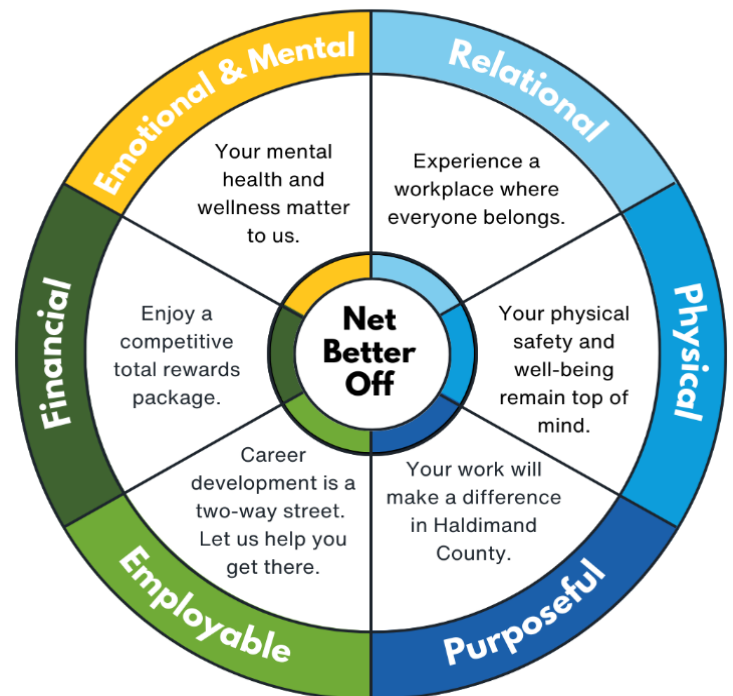 Emotional & Mental
Your mental
health and
wellness matter
to us.
Relational
Experience a
workplace where
everyone belongs.
Physical
Your physical
safety and
well-being
remain top of
mind.
Purposeful
Your work will
make a difference
in Haldimand
County.
Employable
Career
development is a
two-way street.
Let us help you
get there.
Financial
Enjoy a
competitive
total rewards
package.
Net
Better
Off